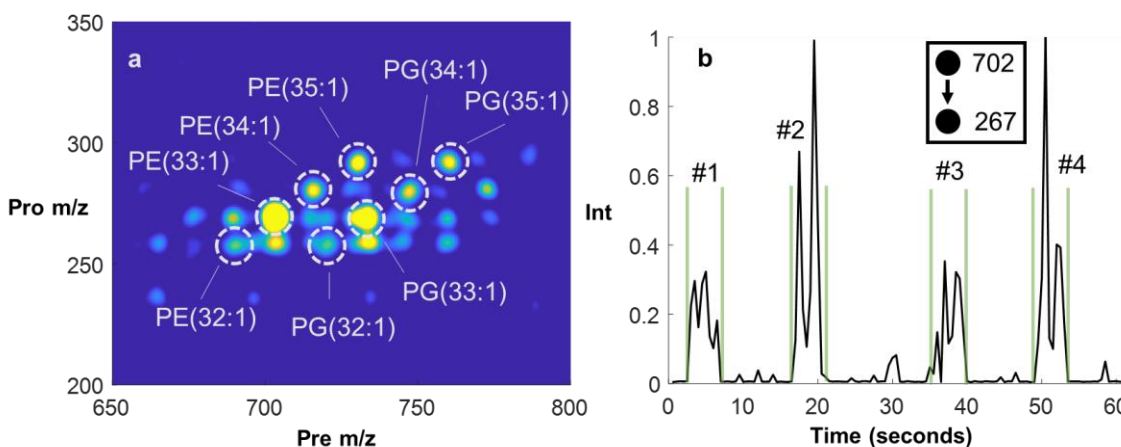 350
a
PG(34:1)
PE(35:1)
PG(35:1)
PE(34:1)
300
PE(33:1)
Pro m/z
250
PG(33:1)
PE(32:1)
PG(32:1)
200
650
700
750
800
Pre m/z
1
b
702
267
0.8
#2
#1
#3
#4
0.6
Int
0.4
0.2
0
0
10
20
30
40
50
60
Time (seconds)